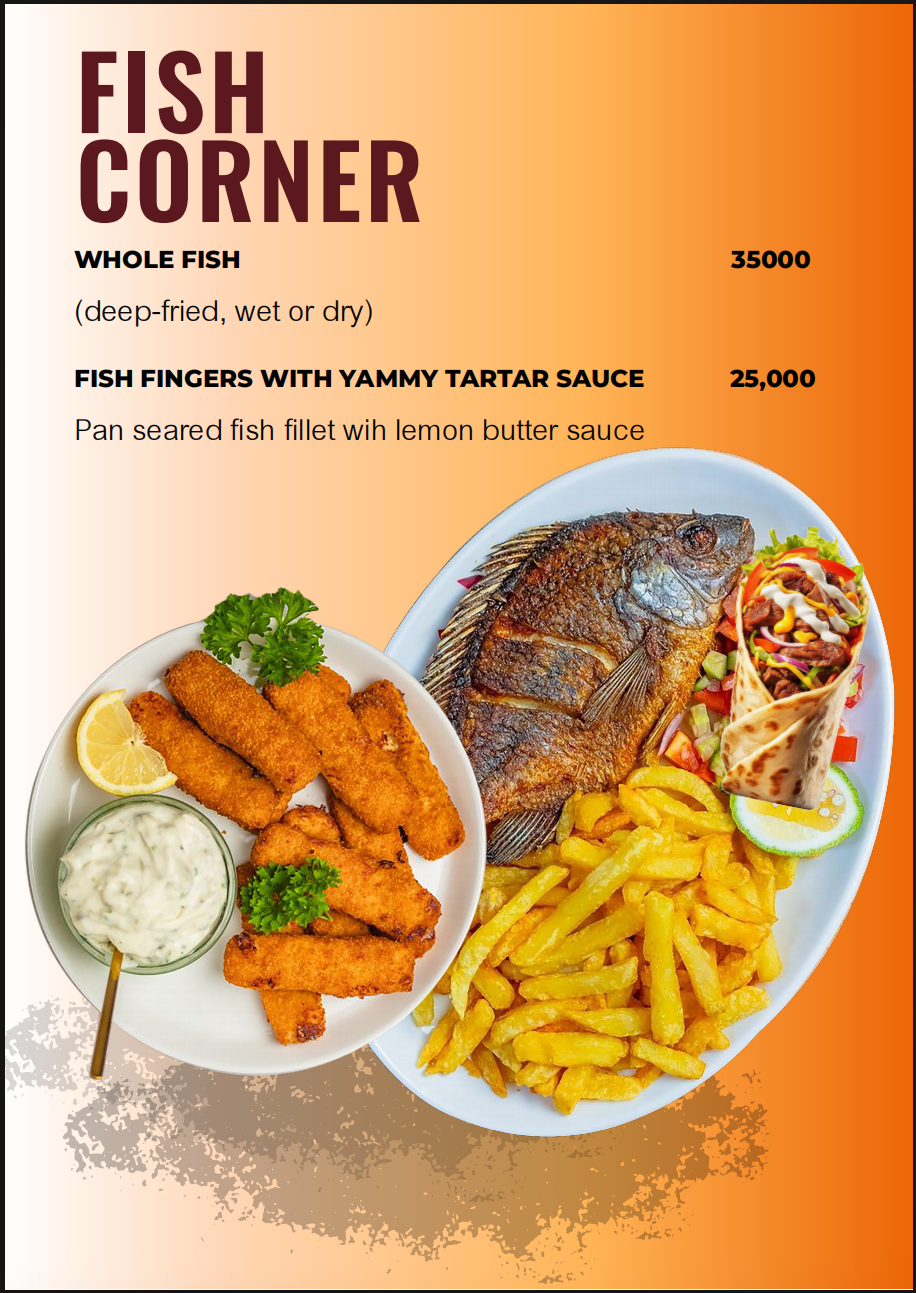 FISH
CORNER
WHOLE FISH 35000
(deep-fried, wet or dry)
FISH FINGERS WITH YAMMY TARTAR SAUCE 25,000
Pan seared fish fillet wih lemon butter sauce